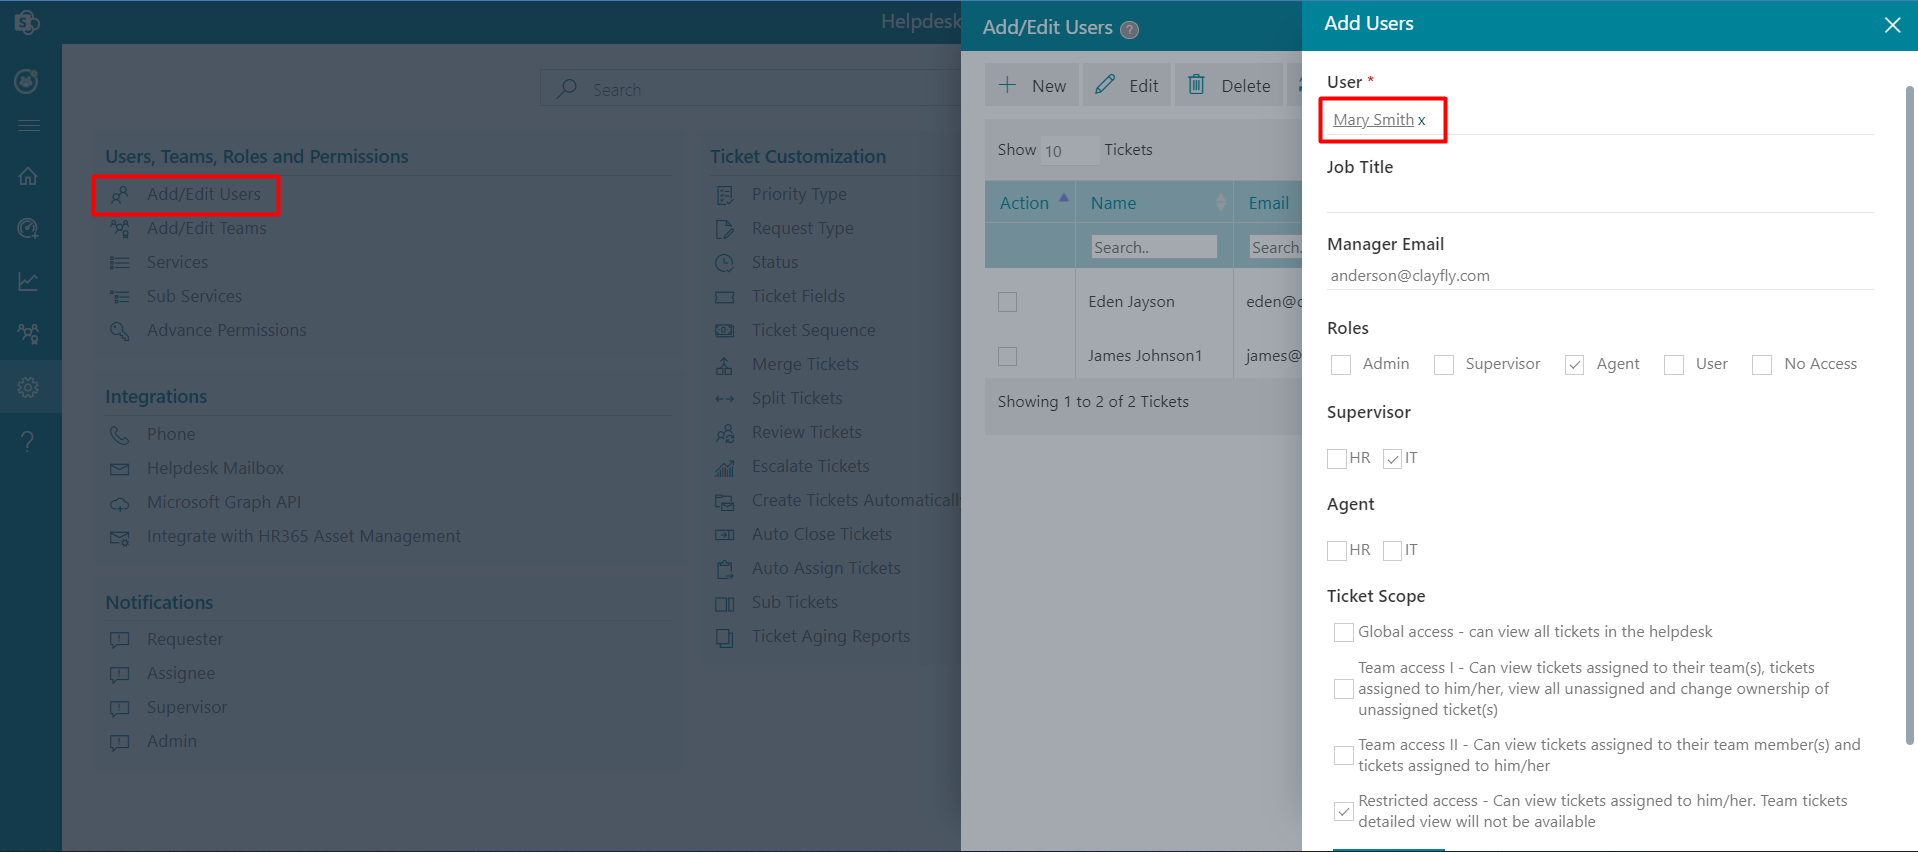 Helpdesk
Search
Users, Teams, Roles and Permissions
Add/Edit Users
Add/Edit Teams
Services
Sub Services
Advance Permissions
Integrations
Phone
Helpdesk Mailbox
Microsoft Graph API
Integrate with HR365 Asset Management
Notifications
Requester
Assignee
Supervisor
Admin
Ticket Customization
Priority Type
Request Type
Status
Ticket Fields
Ticket Sequence
Merge Tickets
Split Tickets
Review Tickets
Escalate Tickets
Create Tickets Automatically
Auto Close Tickets
Auto Assign Tickets
Sub Tickets
Ticket Aging Reports
Add/Edit Users ?
New Edit Delete
Show 10 Tickets
Action Name Email
Search.. Search.
Eden Jayson eden@c
James Johnson1 james@
Showing 1 to 2 of 2 Tickets
Add Users
User *
Mary Smith x
Job Title
Manager Email
anderson@clayfly.com
Roles
Admin Supervisor Agent User No Access
Supervisor
HR IT
Agent
HR IT
Ticket Scope
Global access - can view all tickets in the helpdesk
Team access I - Can view tickets assigned to their team(s), tickets
assigned to him/her, view all unassigned and change ownership of
unassigned ticket(s)
Team access II - Can view tickets assigned to their team member(s) and
tickets assigned to him/her
Restricted access - Can view tickets assigned to him/her. Team tickets
detailed view will not be available